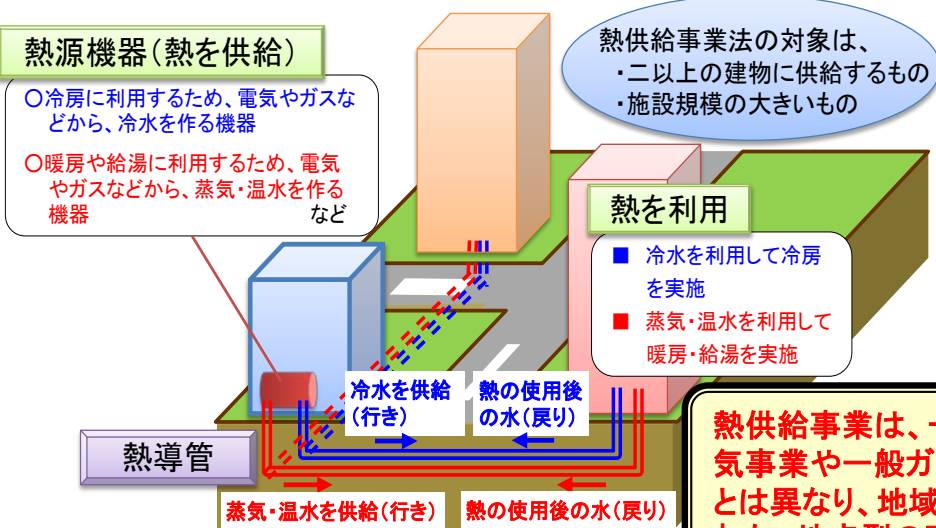 熱源機器(熱を供給)
○冷房に利用するため、電気やガスな
どから、冷水を作る機器
○暖房や給湯に利用するため、電気
やガスなどから、蒸気・温水を作る
機器 など
熱供給事業法の対象は、
・二以上の建物に供給するもの
・施設規模の大きいもの
熱を利用
■ 冷水を利用して冷房
を実施
■ 蒸気・温水を利用して
暖房・給湯を実施
冷水を供給
(行き)
熱の使用後
の水(戻り)
熱導管
蒸気・温水を供給(行き)
熱の使用後の水(戻り)
熱供給事業は、
気事業や一般ガ
とは異なり、地域